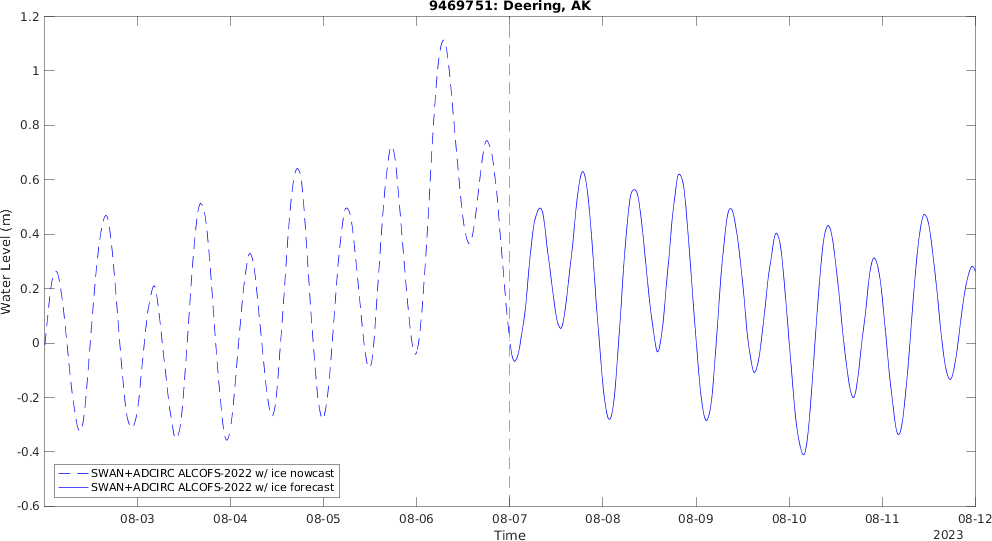 9469751: Deering, AK
1.2
1
0.8
0.6
0.4
0.2
0
-0.2
-0.4
-0.6
Water Level (m)
SWAN+ADCIRC ALCOFS-2022 w/ ice nowcast
SWAN+ADCIRC ALCOFS-2022 w/ ice forecast
08-03 08-04 08-05 08-06 08-07 08-08 08-09 08-10 08-11 08-12
Time
2023